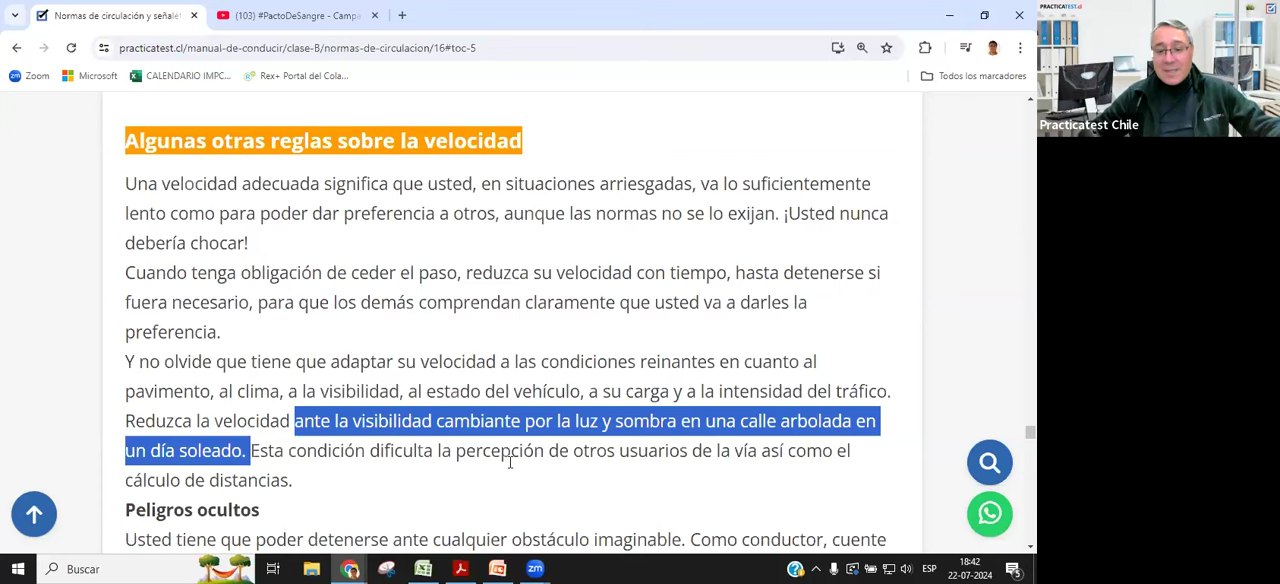 Normas de circulación y señale
(103) #PactoDeSangre - Campa
practicatest.cl/manual-de-conducir/clase-B/normas-de-circulacion/16#toc-5
Zoom
Microsoft
CALENDARIO IMPC...
Rex+ Portal del Cola...
Todos los marcadores
PRACTICATEST.cl
Practicatest Chile
Algunas otras reglas sobre la velocidad
Una velocidad adecuada significa que usted, en situaciones arriesgadas, va lo suficientemente
lento como para poder dar preferencia a otros, aunque las normas no se lo exijan. ¡Usted nunca
debería chocar!
Cuando tenga obligación de ceder el paso, reduzca su velocidad con tiempo, hasta detenerse si
fuera necesario, para que los demás comprendan claramente que usted va a darles la
preferencia.
Y no olvide que tiene que adaptar su velocidad a las condiciones reinantes en cuanto al
pavimento, al clima, a la visibilidad, al estado del vehículo, a su carga y a la intensidad del tráfico.
Reduzca la velocidad ante la visibilidad cambiante por la luz y sombra en una calle arbolada en
un día soleado. Esta condición dificulta la percepción de otros usuarios de la vía así como el
cálculo de distancias.
Peligros ocultos
Usted tiene que poder detenerse ante cualquier obstáculo imaginable. Como conductor, cuente
Buscar
ESP
18:42
22-07-2024
5